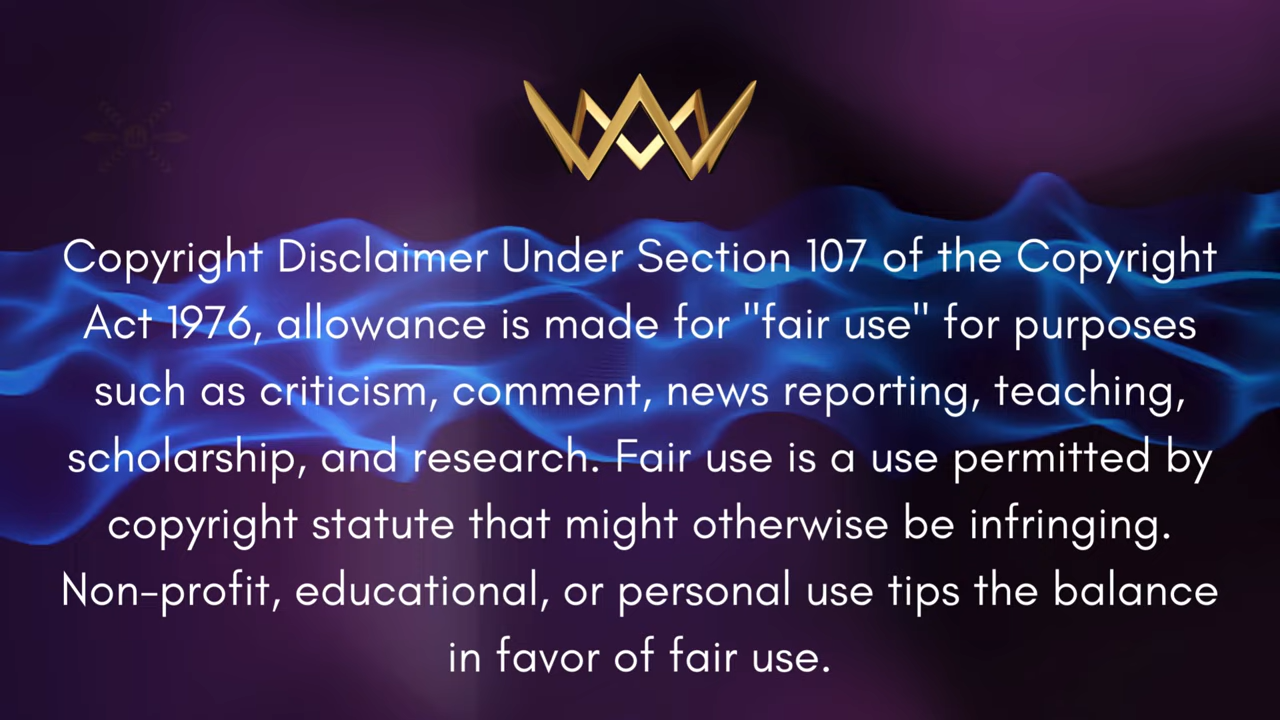 Copyright Disclaimer Under Section 107 of the Copyright
Act 1976, allowance is made for "fair use" for purposes
such as criticism, comment, news reporting, teaching,
scholarship, and research. Fair use is a use permitted by
copyright statute that might otherwise be infringing.
Non-profit, educational, or personal use tips the balance
in favor of fair use.